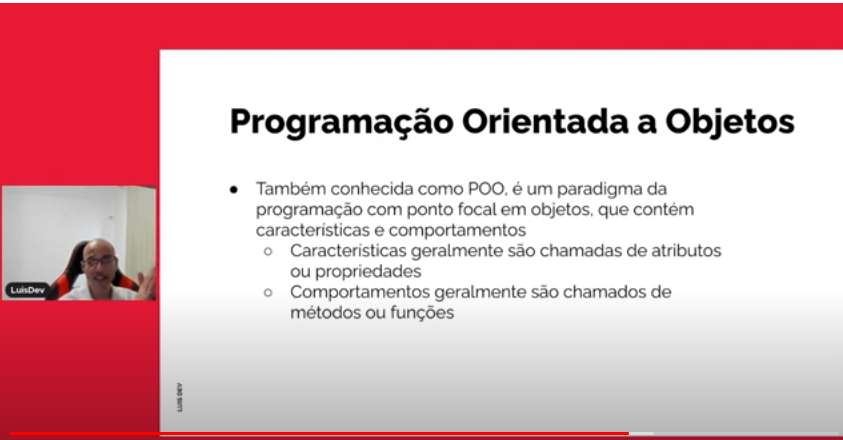 Programação Orientada a Objetos
● Também conhecida como POO, é um paradigma da
programação com ponto focal em objetos, que contém
características e comportamentos
○ Características geralmente são chamadas de atributos
ou propriedades
○ Comportamentos geralmente são chamados de
métodos ou funções
LuisDev
LUIS DEV